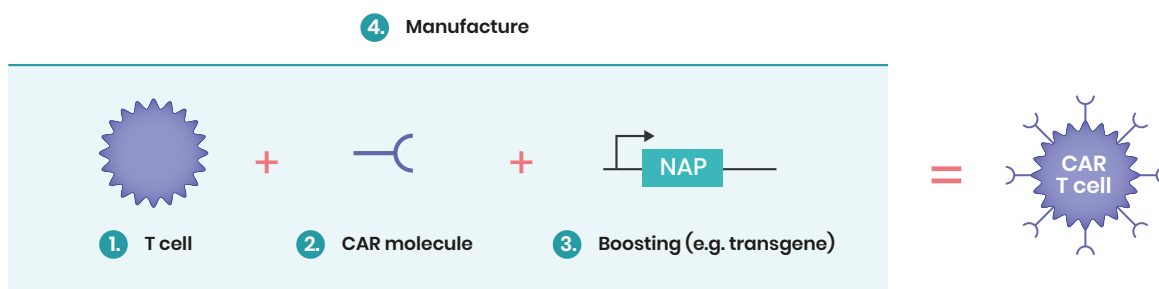 4. Manufacture
+ + =
NAP
CAR
T cell
1. T cell
2. CAR molecule
3. Boosting (e.g. transgene)